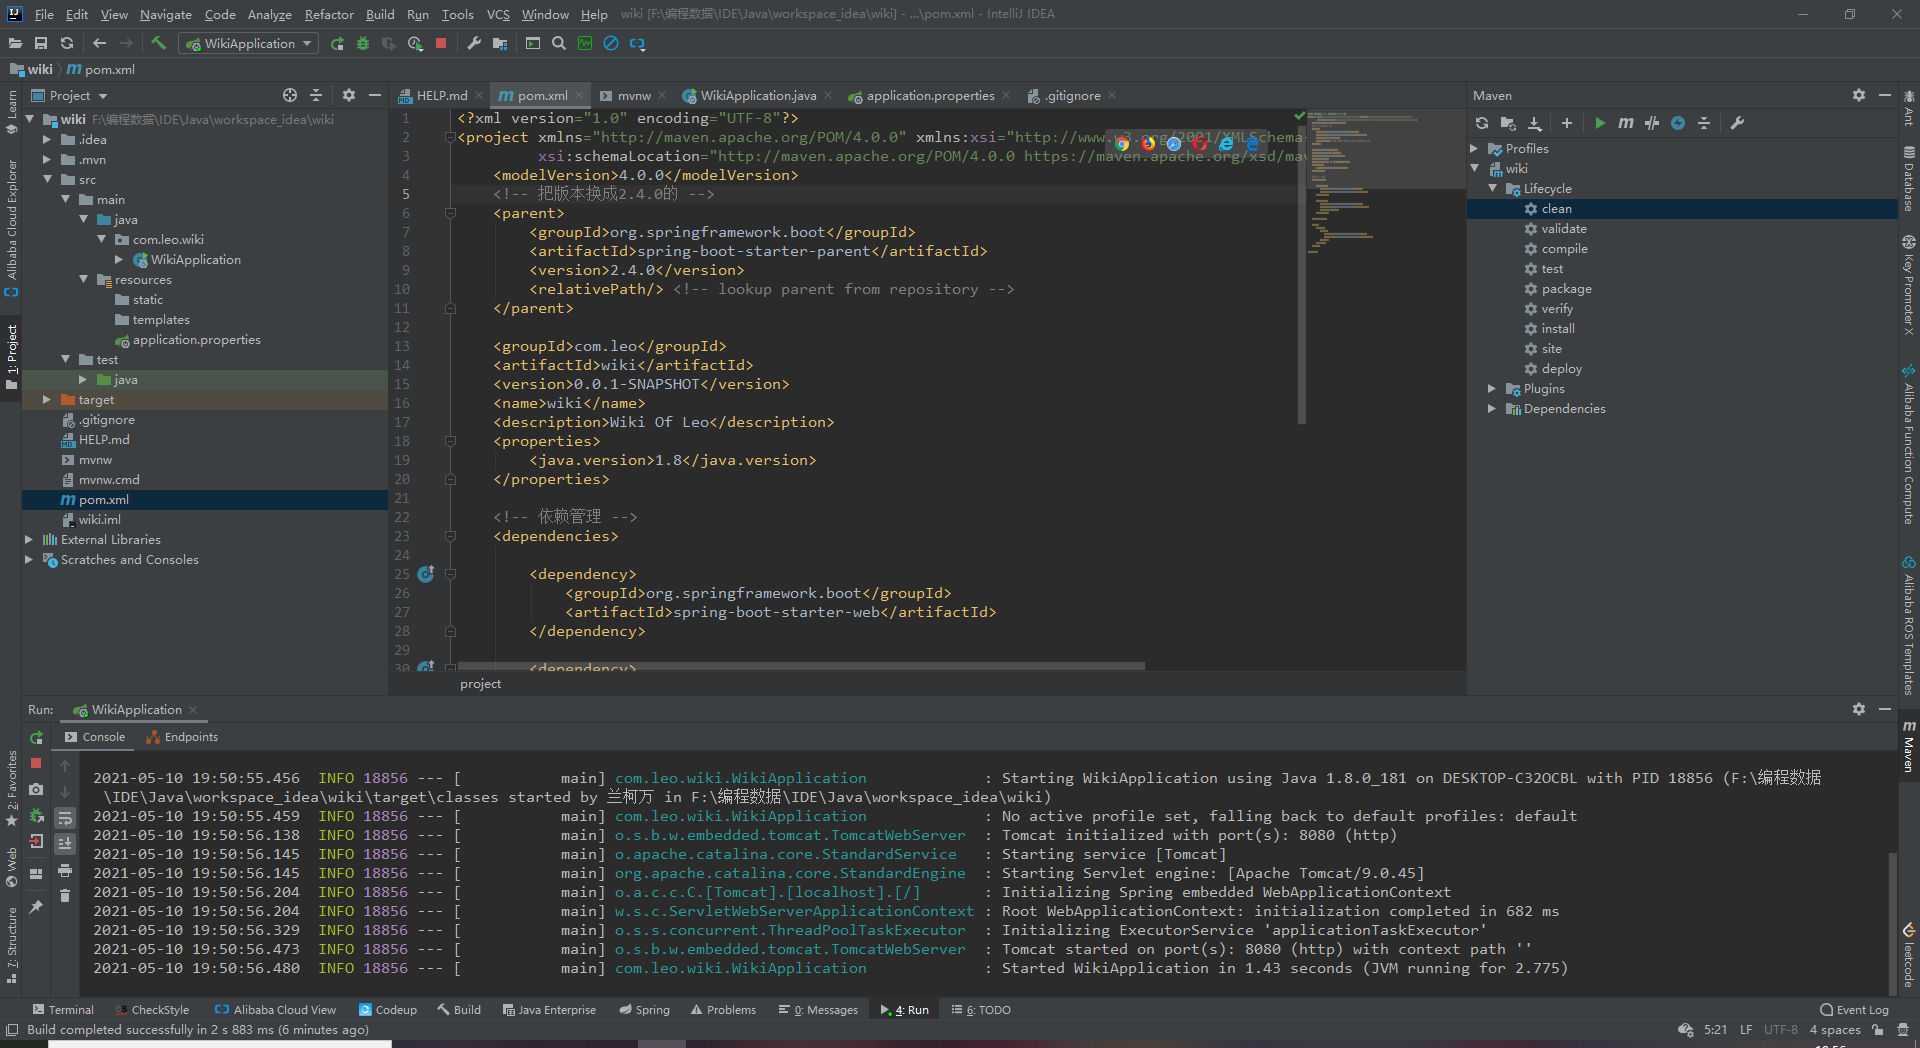 File Edit View Navigate Code Analyze Refactor Build Run Tools VCS Window Help wiki [F:\编程数据\IDE\Java\workspace_idea\wiki] - ...\pom.xml - IntelliJ IDEA
WikiApplication
wiki pom.xml
Project
HELP.md pom.xml mvnw WikiApplication.java application.properties .gitignore
Maven
Learn
Alibaba Cloud Explorer
1: Project
2: Favorites
Web
7: Structure
wiki F:\编程数据\IDE\Java\workspace_idea\wiki
.idea
.mvn
src
main
java
com.leo.wiki
WikiApplication
resources
static
templates
application.properties
test
java
target
.gitignore
HELP.md
mvnw
mvnw.cmd
pom.xml
wiki.iml
External Libraries
Scratches and Consoles
1 <?xml version="1.0" encoding="UTF-8"?>
2 <project xmlns="http://maven.apache.org/POM/4.0.0" xmlns:xsi="http://www.w3.org/2001/XMLSchema-
3 xsi:schemaLocation="http://maven.apache.org/POM/4.0.0 https://maven.apache.org/xsd/mav
4 <modelVersion>4.0.0</modelVersion>
5 <!-- 把版本换成2.4.0的 -->
6 <parent>
7 <groupId>org.springframework.boot</groupId>
8 <artifactId>spring-boot-starter-parent</artifactId>
9 <version>2.4.0</version>
10 <relativePath/> <!-- lookup parent from repository -->
11 </parent>
12
13 <groupId>com.leo</groupId>
14 <artifactId>wiki</artifactId>
15 <version>0.0.1-SNAPSHOT</version>
16 <name>wiki</name>
17 <description>Wiki Of Leo</description>
18 <properties>
19 <java.version>1.8</java.version>
20 </properties>
21
22 <!-- 依赖管理 -->
23 <dependencies>
24
25 <dependency>
26 <groupId>org.springframework.boot</groupId>
27 <artifactId>spring-boot-starter-web</artifactId>
28 </dependency>
29
30 <dependency>
project
Profiles
wiki
Lifecycle
clean
validate
compile
test
package
verify
install
site
deploy
Plugins
Dependencies
Ant
Database
Key Promoter X
Alibaba Function Compute
Alibaba ROS Templates
Maven
leetcode
Run: WikiApplication
Console Endpoints
2021-05-10 19:50:55.456 INFO 18856 --- [ main] com.leo.wiki.WikiApplication : Starting WikiApplication using Java 1.8.0_181 on DESKTOP-C32OCBL with PID 18856 (F:\编程数据
\IDE\Java\workspace_idea\wiki\target\classes started by 兰柯万 in F:\编程数据\IDE\Java\workspace_idea\wiki)
2021-05-10 19:50:55.459 INFO 18856 --- [ main] com.leo.wiki.WikiApplication : No active profile set, falling back to default profiles: default
2021-05-10 19:50:56.138 INFO 18856 --- [ main] o.s.b.w.embedded.tomcat.TomcatWebServer : Tomcat initialized with port(s): 8080 (http)
2021-05-10 19:50:56.145 INFO 18856 --- [ main] o.apache.catalina.core.StandardService : Starting service [Tomcat]
2021-05-10 19:50:56.145 INFO 18856 --- [ main] org.apache.catalina.core.StandardEngine : Starting Servlet engine: [Apache Tomcat/9.0.45]
2021-05-10 19:50:56.204 INFO 18856 --- [ main] o.a.c.c.C.[Tomcat].[localhost].[/] : Initializing Spring embedded WebApplicationContext
2021-05-10 19:50:56.204 INFO 18856 --- [ main] w.s.c.ServletWebServerApplicationContext : Root WebApplicationContext: initialization completed in 682 ms
2021-05-10 19:50:56.329 INFO 18856 --- [ main] o.s.s.concurrent.ThreadPoolTaskExecutor : Initializing ExecutorService 'applicationTaskExecutor'
2021-05-10 19:50:56.473 INFO 18856 --- [ main] o.s.b.w.embedded.tomcat.TomcatWebServer : Tomcat started on port(s): 8080 (http) with context path ''
2021-05-10 19:50:56.480 INFO 18856 --- [ main] com.leo.wiki.WikiApplication : Started WikiApplication in 1.43 seconds (JVM running for 2.775)
Terminal CheckStyle Alibaba Cloud View Codeup Build Java Enterprise Spring Problems 0: Messages 4: Run 6: TODO Event Log
Build completed successfully in 2 s 883 ms (6 minutes ago) 5:21 LF UTF-8 4 spaces